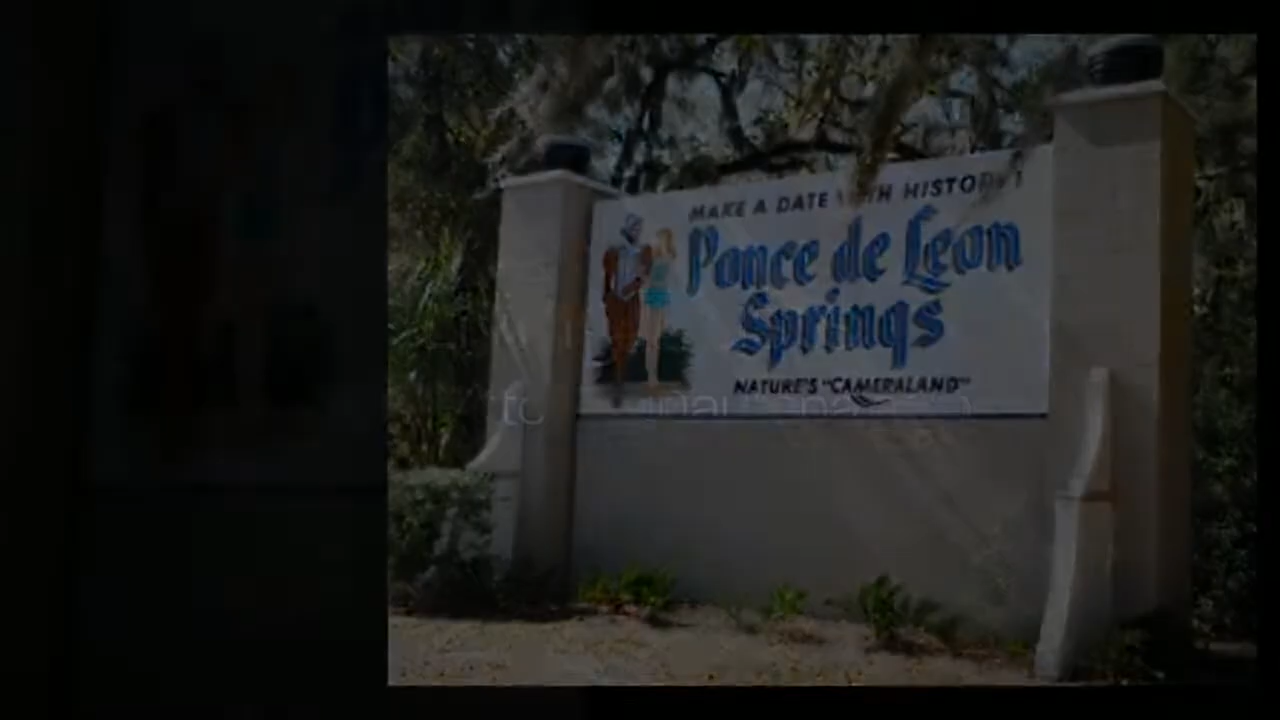 MAKE A DATE WITH HISTORY!
Ponce de Leon
Springs
NATURE'S "CAMERALAND"